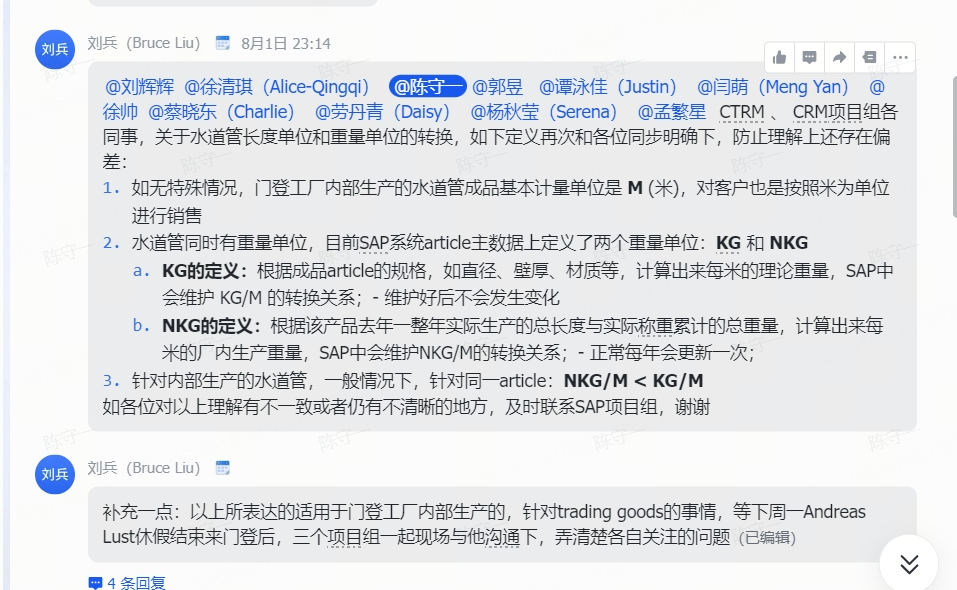 刘兵
刘兵（Bruce Liu） 8月1日 23:14
@刘辉辉 @徐清琪（Alice-Qingqi） @陈守一 @郭昱 @谭泳佳（Justin） @闫萌（Meng Yan） @
徐帅 @蔡晓东（Charlie） @劳丹青（Daisy） @杨秋莹（Serena） @孟繁星 CTRM 、 CRM项目组各
同事，关于水道管长度单位和重量单位的转换，如下定义再次和各位同步明确下，防止理解上还存在偏
差：
1. 如无特殊情况，门登工厂内部生产的水道管成品基本计量单位是 M (米)，对客户也是按照米为单位
进行销售
2. 水道管同时有重量单位，目前SAP系统article主数据上定义了两个重量单位：KG 和 NKG
a. KG的定义：根据成品article的规格，如直径、壁厚、材质等，计算出来每米的理论重量，SAP中
会维护 KG/M 的转换关系；- 维护好后不会发生变化
b. NKG的定义：根据该产品去年一整年实际生产的总长度与实际称重累计的总重量，计算出来每
米的厂内生产重量，SAP中会维护NKG/M的转换关系；- 正常每年会更新一次；
3. 针对内部生产的水道管，一般情况下，针对同一article：NKG/M < KG/M
如各位对以上理解有不一致或者仍有不清晰的地方，及时联系SAP项目组，谢谢
刘兵
刘兵（Bruce Liu）
补充一点：以上所表达的适用于门登工厂内部生产的，针对trading goods的事情，等下周一Andreas
Lust休假结束来门登后，三个项目组一起现场与他沟通下，弄清楚各自关注的问题（已编辑）
4 条回复